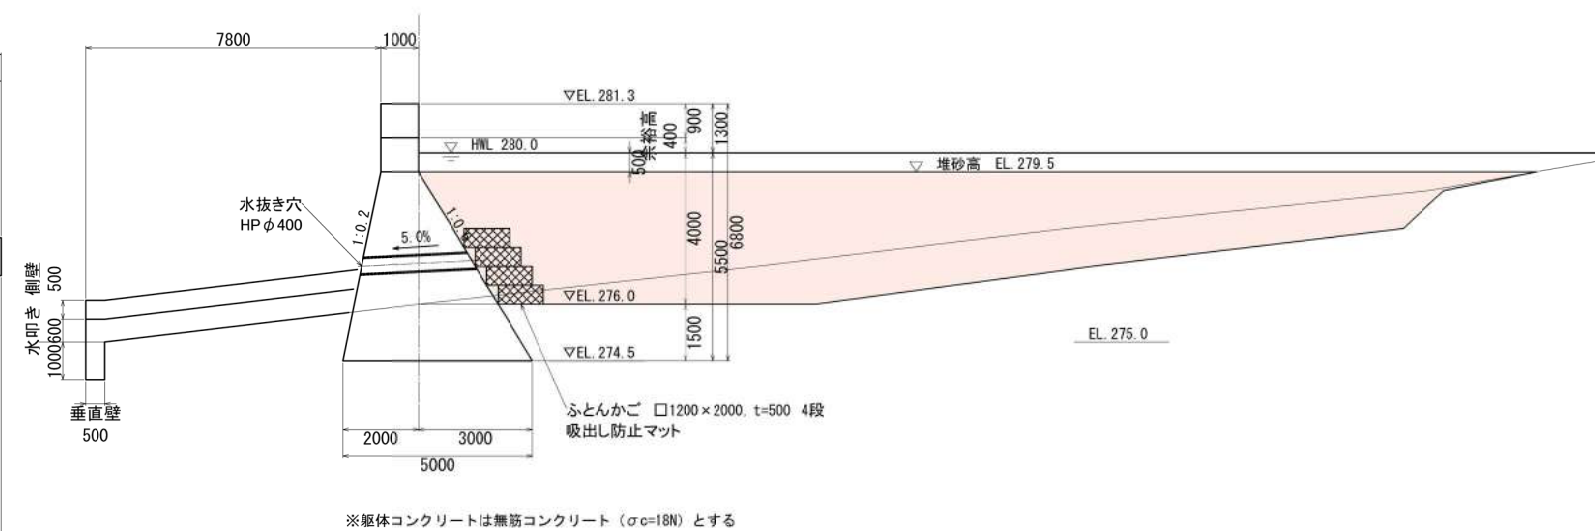 7800
1000
▽EL.281.3
余裕高
400
900
1300
▽ HWL 280.0
500
▽ 堆砂高 EL.279.5
水抜き穴
HPφ400
1:0.2
5.0%
4000
5500
6800
水叩き 側壁
500
600
1000
▽EL.276.0
1500
EL.275.0
▽EL.274.5
垂直壁
500
ふとんかご □1200×2000, t=500 4段
吸出し防止マット
2000
3000
5000
※躯体コンクリートは無筋コンクリート(σc=18N)とする